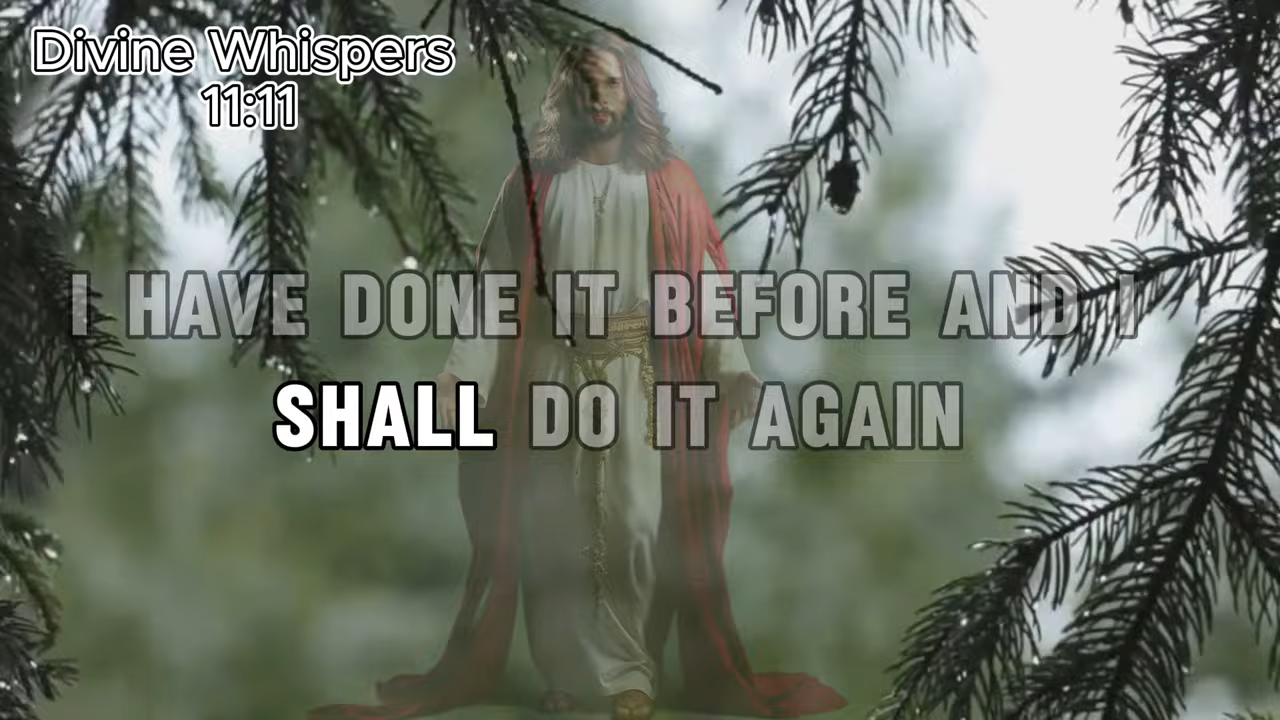 Divine Whispers
11:11
I HAVE DONE IT BEFORE AND I
SHALL DO IT AGAIN